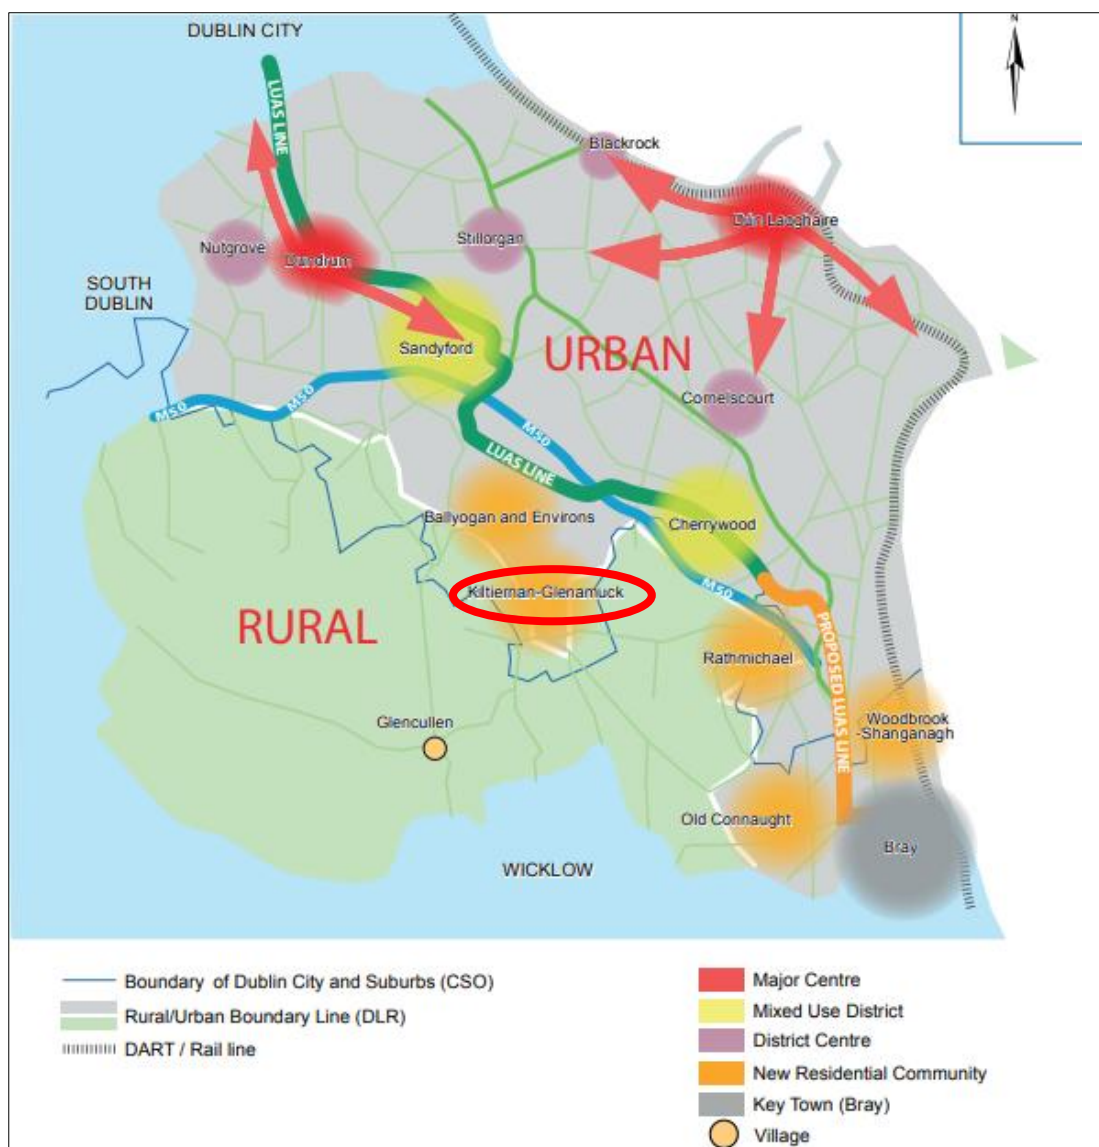 DUBLIN CITY
N
LUAS LINE
Blackrock
Dún Laoghaire
Nutgrove
Stillorgan
Dundrum
SOUTH
DUBLIN
Sandyford
URBAN
M50
M50
Cornelscourt
M50
LUAS LINE
Ballyogan and Environs
Cherrywood
Kiltiernan-Glenamuck
M50
RURAL
PROPOSED LUAS LINE
Rathmichael
Glencullen
Woodbrook
-Shanganagh
Old Connaught
Bray
WICKLOW
Boundary of Dublin City and Suburbs (CSO)
Rural/Urban Boundary Line (DLR)
DART / Rail line
Major Centre
Mixed Use District
District Centre
New Residential Community
Key Town (Bray)
Village